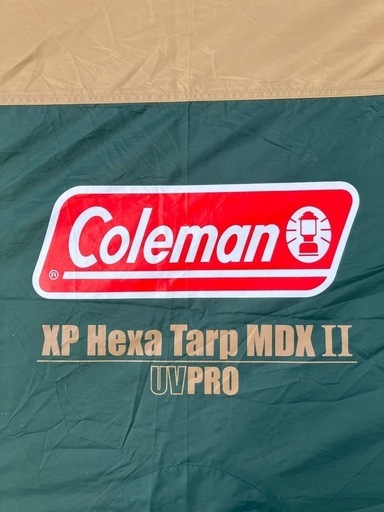 Coleman
®
XP Hexa Tarp MDX II
UVPRO